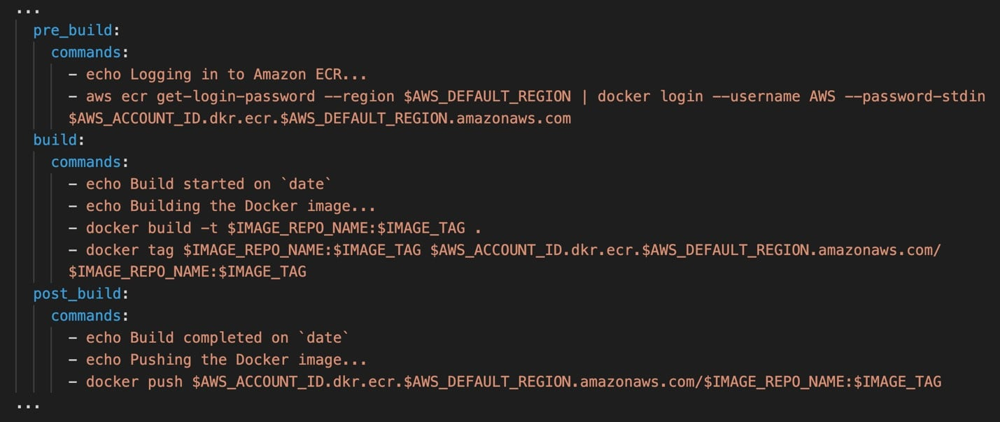 ...
pre_build:
commands:
- echo Logging in to Amazon ECR...
- aws ecr get-login-password --region $AWS_DEFAULT_REGION | docker login --username AWS --password-stdin
$AWS_ACCOUNT_ID.dkr.ecr.$AWS_DEFAULT_REGION.amazonaws.com
build:
commands:
- echo Build started on `date`
- echo Building the Docker image...
- docker build -t $IMAGE_REPO_NAME:$IMAGE_TAG .
- docker tag $IMAGE_REPO_NAME:$IMAGE_TAG $AWS_ACCOUNT_ID.dkr.ecr.$AWS_DEFAULT_REGION.amazonaws.com/
$IMAGE_REPO_NAME:$IMAGE_TAG
post_build:
commands:
- echo Build completed on `date`
- echo Pushing the Docker image...
- docker push $AWS_ACCOUNT_ID.dkr.ecr.$AWS_DEFAULT_REGION.amazonaws.com/$IMAGE_REPO_NAME:$IMAGE_TAG
...